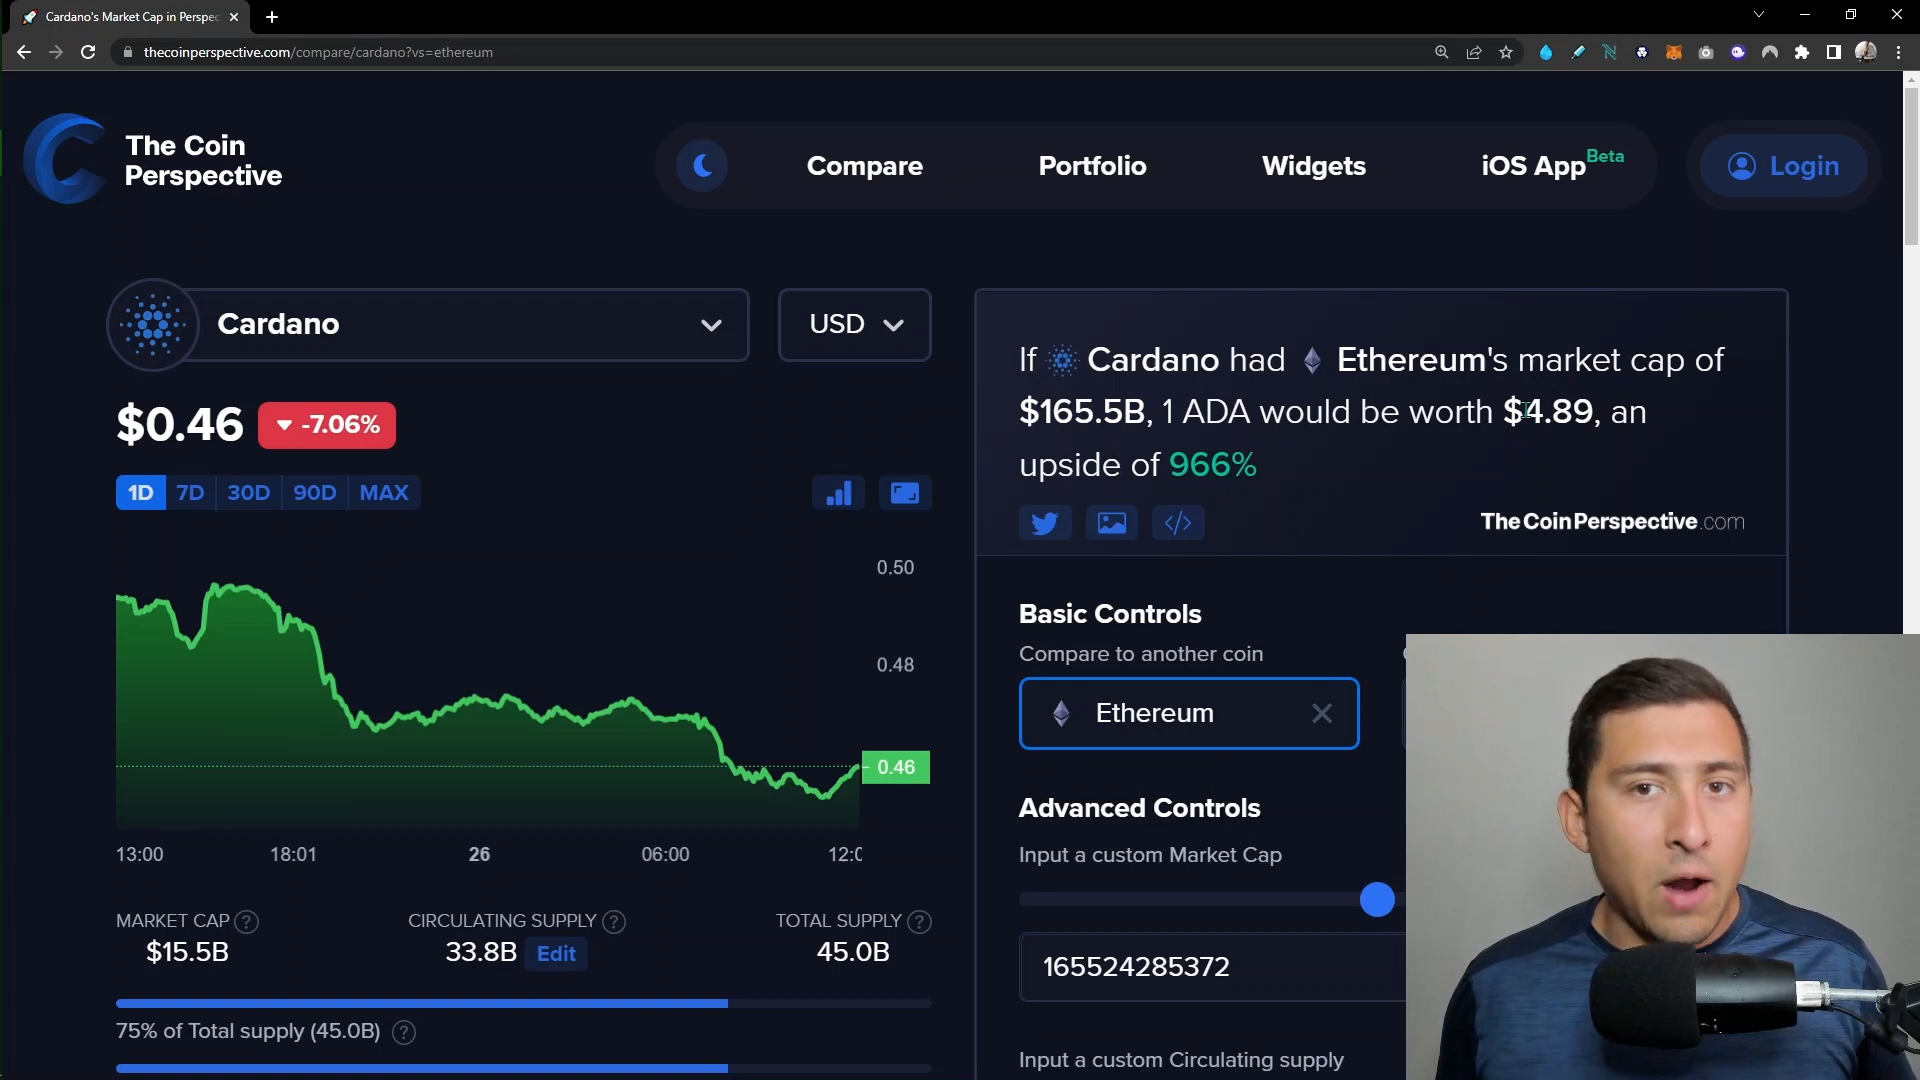 Cardano's Market Cap in Perspec
thecoinperspective.com/compare/cardano?vs=ethereum
The Coin
Perspective
Compare
Portfolio
Widgets
iOS App Beta
Login
Cardano
USD
$0.46
-7.06%
1D 7D 30D 90D MAX
0.50
0.48
0.46
13:00 18:01 26 06:00 12:0
MARKET CAP ?
$15.5B
CIRCULATING SUPPLY ?
33.8B Edit
TOTAL SUPPLY ?
45.0B
75% of Total supply (45.0B) ?
If Cardano had Ethereum's market cap of
$165.5B, 1 ADA would be worth $4.89, an
upside of 966%
TheCoinPerspective.com
Basic Controls
Compare to another coin
Ethereum
Advanced Controls
Input a custom Market Cap
165524285372
Input a custom Circulating supply